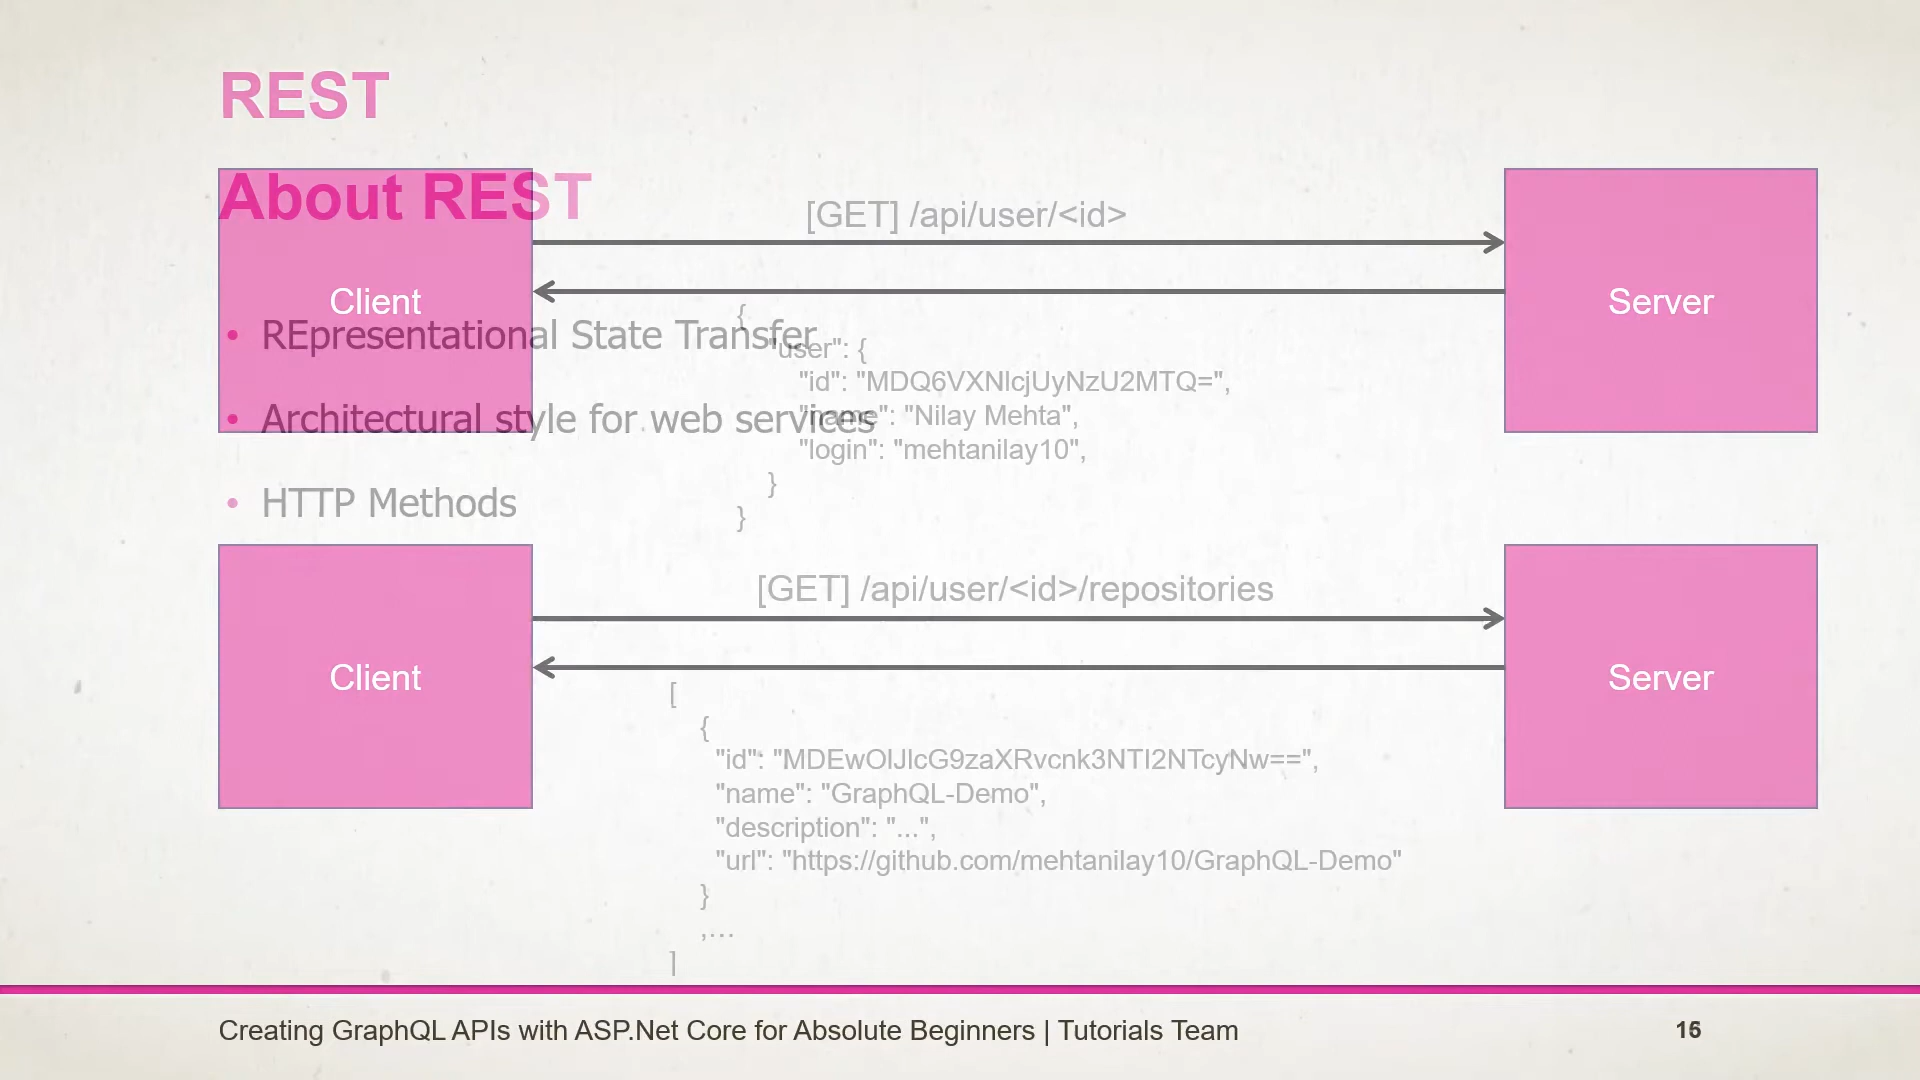 REST
About REST
[GET] /api/user/<id>
Client
Server
• REpresentational State Transfer
• Architectural style for web services
• HTTP Methods
{
"user": {
"id": "MDQ6VXNlcjUyNzU2MTQ=",
"name": "Nilay Mehta",
"login": "mehtanilay10",
}
}
[GET] /api/user/<id>/repositories
Client
Server
[
{
"id": "MDEwOlJlcG9zaXRvcnk3NTI2NTcyNw==",
"name": "GraphQL-Demo",
"description": "...",
"url": "https://github.com/mehtanilay10/GraphQL-Demo"
}
,...
]
Creating GraphQL APIs with ASP.Net Core for Absolute Beginners | Tutorials Team